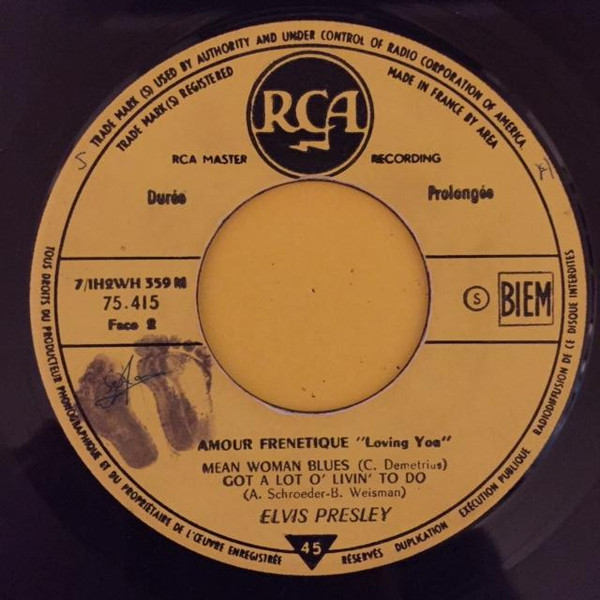 TRADE MARK (S) USED BY AUTHORITY AND UNDER CONTROL OF RADIO CORPORATION OF AMERICA
TRADE MARK(S) REGISTERED
MADE IN FRANCE BY AREA
RCA
RCA MASTER
RECORDING
Durée
Prolongée
7/1H2WH 359 M
75.415
Face 2
S
BIEM
AMOUR FRENETIQUE "Loving You"
MEAN WOMAN BLUES (C. Demetrius)
GOT A LOT O' LIVIN' TO DO
(A. Schroeder-B. Weisman)
ELVIS PRESLEY
45
TOUS DROITS DU PRODUCTEUR PHONOGRAPHIQUE ET DU PROPRIETAIRE DE L'ŒUVRE ENREGISTRÉE
RÉSERVÉS DUPLICATION EXÉCUTION PUBLIQUE RADIODIFFUSION DE CE DISQUE INTERDITES